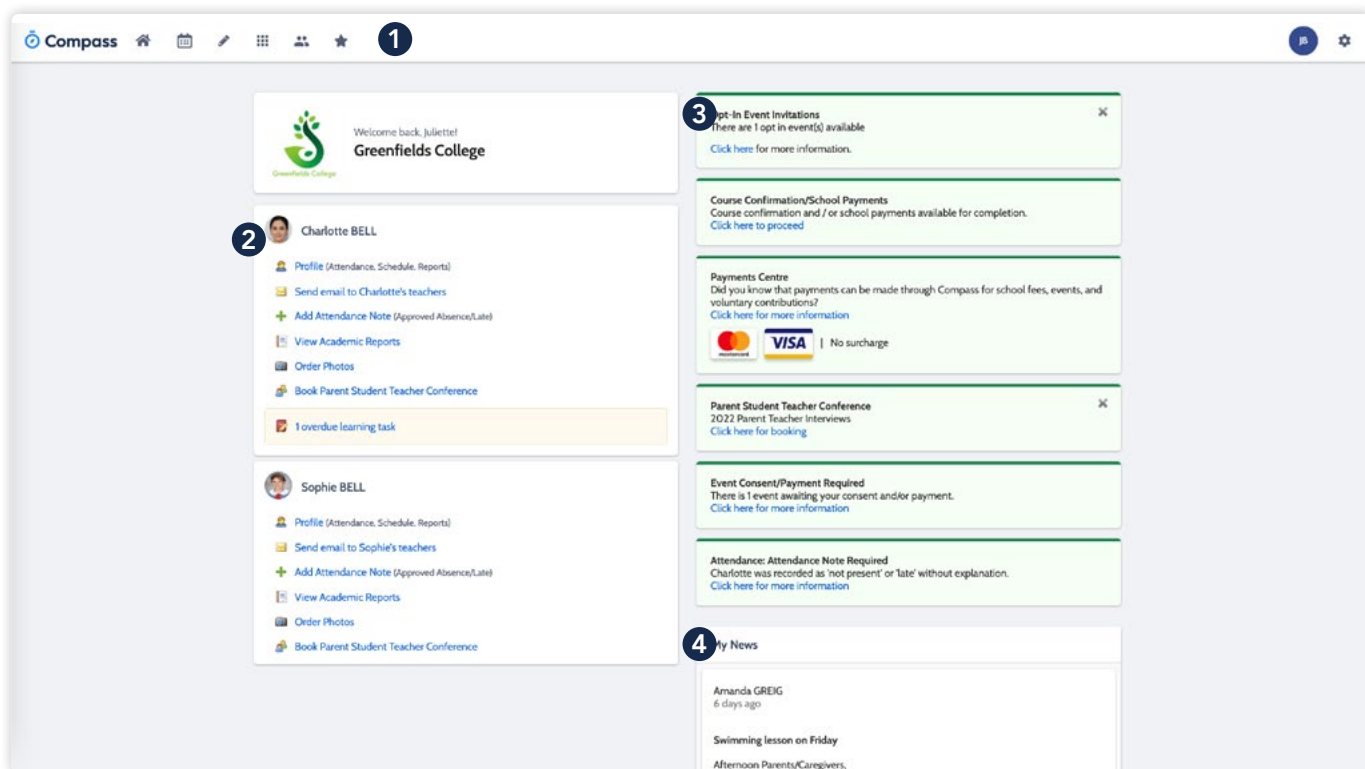 Compass
1
JB
Welcome back, Juliette!
Greenfields College
Greenfields College
2
Charlotte BELL
Profile (Attendance, Schedule, Reports)
Send email to Charlotte's teachers
Add Attendance Note (Approved Absence/Late)
View Academic Reports
Order Photos
Book Parent Student Teacher Conference
1 overdue learning task
Sophie BELL
Profile (Attendance, Schedule, Reports)
Send email to Sophie's teachers
Add Attendance Note (Approved Absence/Late)
View Academic Reports
Order Photos
Book Parent Student Teacher Conference
3
Opt-In Event Invitations
There are 1 opt in event(s) available
Click here for more information.
Course Confirmation/School Payments
Course confirmation and / or school payments available for completion.
Click here to proceed
Payments Centre
Did you know that payments can be made through Compass for school fees, events, and
voluntary contributions?
Click here for more information
mastercard VISA | No surcharge
Parent Student Teacher Conference
2022 Parent Teacher Interviews
Click here for booking
Event Consent/Payment Required
There is 1 event awaiting your consent and/or payment.
Click here for more information
Attendance: Attendance Note Required
Charlotte was recorded as 'not present' or 'late' without explanation.
Click here for more information
4
My News
Amanda GREIG
6 days ago
Swimming lesson on Friday
Afternoon Parents/Caregivers,